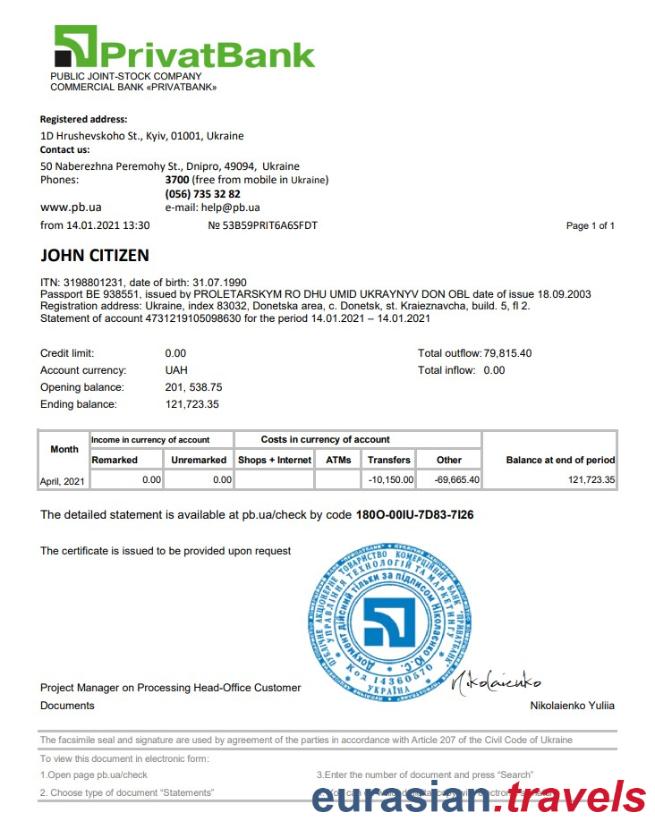 PrivatBank
PUBLIC JOINT-STOCK COMPANY
COMMERCIAL BANK «PRIVATBANK»
Registered address:
1D Hrushevskoho St., Kyiv, 01001, Ukraine
Contact us:
50 Naberezhna Peremohy St., Dnipro, 49094, Ukraine
Phones: 3700 (free from mobile in Ukraine)
(056) 735 32 82
www.pb.ua e-mail: help@pb.ua
from 14.01.2021 13:30 № 53B59PRIT6A6SFDT Page 1 of 1
JOHN CITIZEN
ITN: 3198801231, date of birth: 31.07.1990
Passport BE 938551, issued by PROLETARSKYM RO DHU UMID UKRAYNYV DON OBL date of issue 18.09.2003
Registration address: Ukraine, index 83032, Donetska area, c. Donetsk, st. Kraieznavcha, build. 5, fl 2.
Statement of account 4731219105098630 for the period 14.01.2021 – 14.01.2021
Credit limit: 0.00 Total outflow: 79,815.40
Account currency: UAH Total inflow: 0.00
Opening balance: 201, 538.75
Ending balance: 121,723.35
Month Income in currency of account Costs in currency of account Balance at end of period
Remarked Unremarked Shops + Internet ATMs Transfers Other
April, 2021 0.00 0.00 -10,150.00 -69,665.40 121,723.35
The detailed statement is available at pb.ua/check by code 180O-00IU-7D83-7I26
The certificate is issued to be provided upon request
ПУБЛІЧНЕ АКЦІОНЕРНЕ ТОВАРИСТВО КОМЕРЦІЙНИЙ БАНК "ПРИВАТБАНК"
УПРАВЛІННЯ ТЕХНОЛОГІЙ ТА МАРКЕТИНГУ
Документ дійсний тільки за підписом Ніколаєнко Ю.С.
Код 14360570
УКРАЇНА
Nikolaienko
Project Manager on Processing Head-Office Customer
Documents Nikolaienko Yuliia
The facsimile seal and signature are used by agreement of the parties in accordance with Article 207 of the Civil Code of Ukraine
To view this document in electronic form:
1.Open page pb.ua/check 3.Enter the number of document and press "Search"
2. Choose type of document "Statements"
eurasian.travels